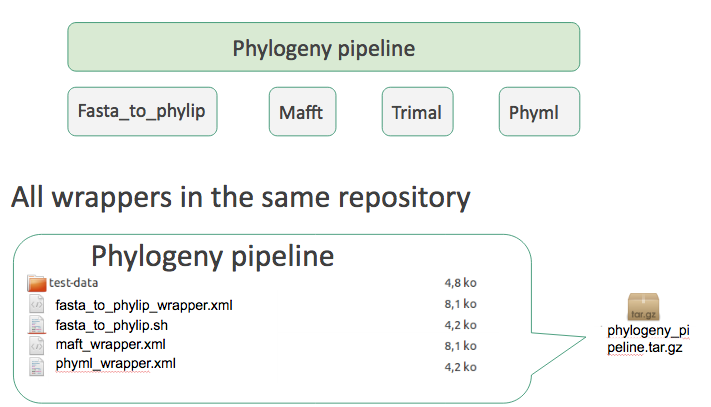 Phylogeny pipeline
Fasta_to_phylip Mafft Trimal Phyml
All wrappers in the same repository
Phylogeny pipeline
test-data 4,8 ko
fasta_to_phylip_wrapper.xml 8,1 ko
fasta_to_phylip.sh 4,2 ko
maft_wrapper.xml 8,1 ko
phyml_wrapper.xml 4,2 ko
tar.gz
phylogeny_pi
peline.tar.gz